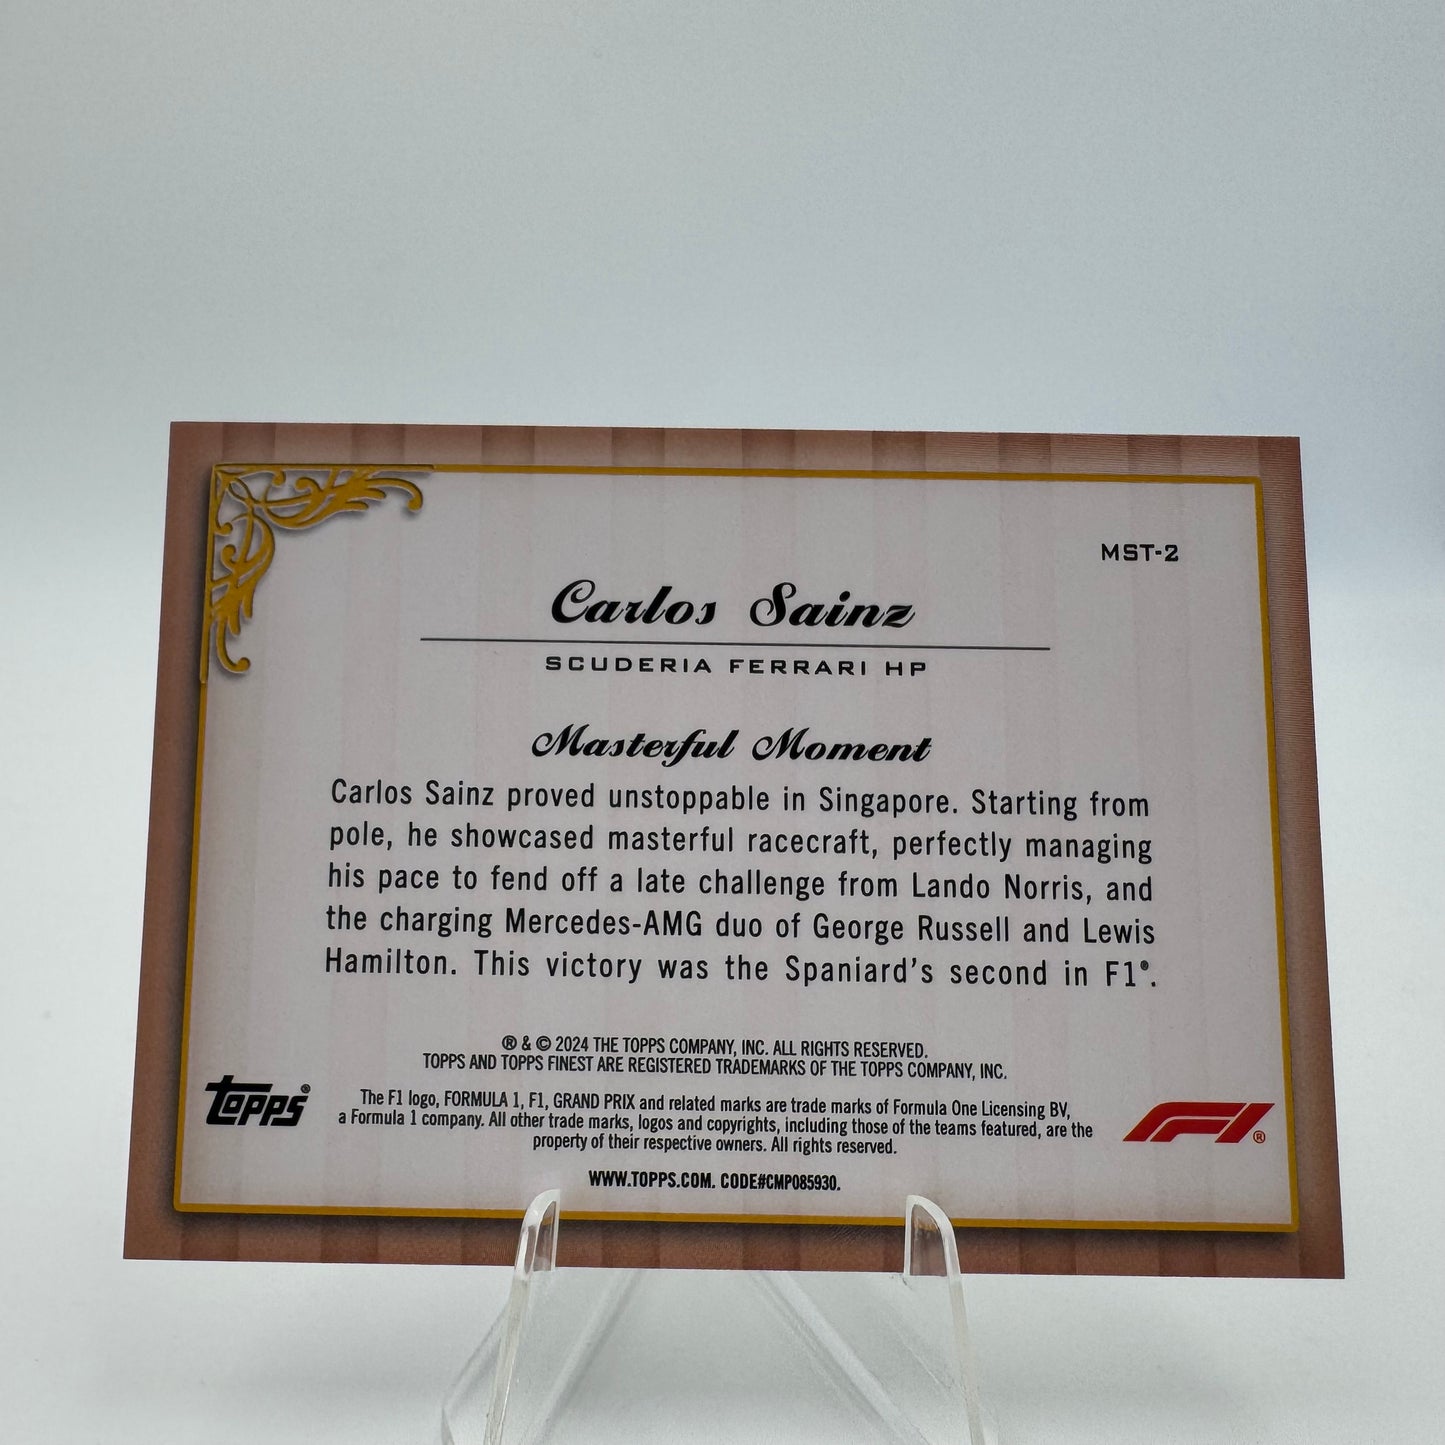 MST-2
Carlos Sainz
SCUDERIA FERRARI HP
Masterful Moment
Carlos Sainz proved unstoppable in Singapore. Starting from
pole, he showcased masterful racecraft, perfectly managing
his pace to fend off a late challenge from Lando Norris, and
the charging Mercedes-AMG duo of George Russell and Lewis
Hamilton. This victory was the Spaniard's second in F1®.
® & © 2024 THE TOPPS COMPANY, INC. ALL RIGHTS RESERVED.
TOPPS AND TOPPS FINEST ARE REGISTERED TRADEMARKS OF THE TOPPS COMPANY, INC.
topps®
The F1 logo, FORMULA 1, F1, GRAND PRIX and related marks are trade marks of Formula One Licensing BV,
a Formula 1 company. All other trade marks, logos and copyrights, including those of the teams featured, are the
property of their respective owners. All rights reserved.
F1®
WWW.TOPPS.COM. CODE#CMP085930.